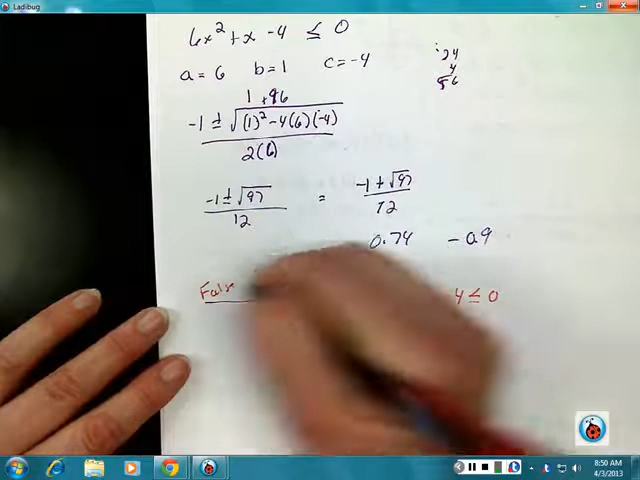 Ladibug
6x² + x - 4 ≤ 0
a = 6 b = 1 c = -4
24
4
96
1 + 96
-1 ± √(1)² - 4(6)(-4)
2(6)
-1 ± √97 = -1 + √97
12 12
0.74 - 0.9
False 4 ≤ 0
8:50 AM
4/3/2013